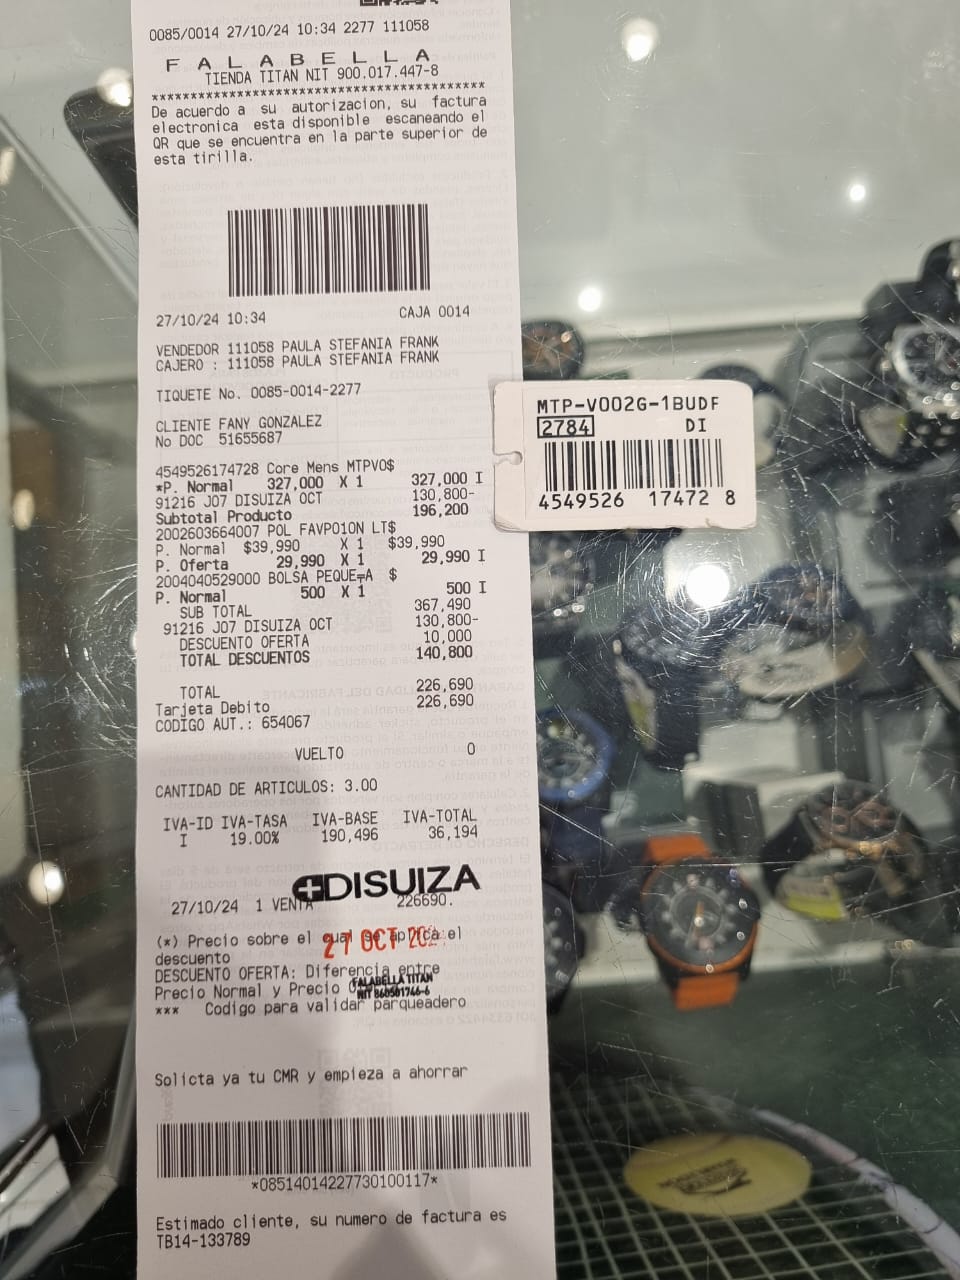 0085/0014 27/10/24 10:34 2277 111058
F A L A B E L L A
TIENDA TITAN NIT 900.017.447-8
************************************************
De acuerdo a su autorizacion, su factura
electronica esta disponible escaneando el
QR que se encuentra en la parte superior de
esta tirilla.
27/10/24 10:34 CAJA 0014
VENDEDOR 111058 PAULA STEFANIA FRANK
CAJERO : 111058 PAULA STEFANIA FRANK
TIQUETE No. 0085-0014-2277
CLIENTE FANY GONZALEZ
No DOC 51655687
4549526174728 Core Mens MTPV0$
*P. Normal 327,000 X 1 327,000 I
91216 J07 DISUIZA OCT 130,800-
Subtotal Producto 196,200
2002603664007 POL FAVP010N LT$
P. Normal $39,990 X 1 $39,990
P. Oferta 29,990 X 1 29,990 I
2004040529000 BOLSA PEQUE╤A $
P. Normal 500 X 1 500 I
SUB TOTAL 367,490
91216 J07 DISUIZA OCT 130,800-
DESCUENTO OFERTA 10,000
TOTAL DESCUENTOS 140,800
TOTAL 226,690
Tarjeta Debito 226,690
CODIGO AUT.: 654067
VUELTO 0
CANTIDAD DE ARTICULOS: 3.00
IVA-ID IVA-TASA IVA-BASE IVA-TOTAL
I 19.00% 190,496 36,194
DISUIZA
27/10/24 1 VENTA 226690.
(*) Precio sobre el cual se aplica el
27 OCT
descuento
DESCUENTO OFERTA: Diferencia entre
Precio Normal y Precio
FALABELLA TITAN
NIT 860501746-6
*** Codigo para validar parqueadero
Solicta ya tu CMR y empieza a ahorrar
*08514014227730100117*
Estimado cliente, su numero de factura es
TB14-133789
MTP-V002G-1BUDF
2784 DI
4549526 17472 8